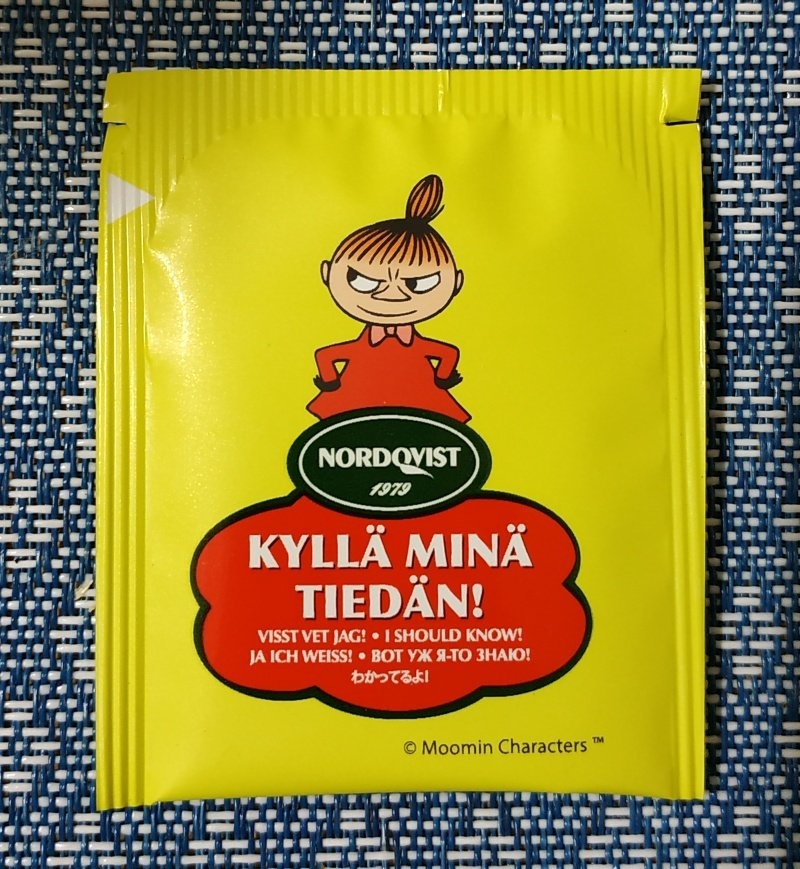 NORDQVIST
1979
KYLLÄ MINÄ
TIEDÄN!
VISST VET JAG! • I SHOULD KNOW!
JA ICH WEISS! • ВОТ УЖ Я-ТО ЗНАЮ!
わかってるよ!
© Moomin Characters ™